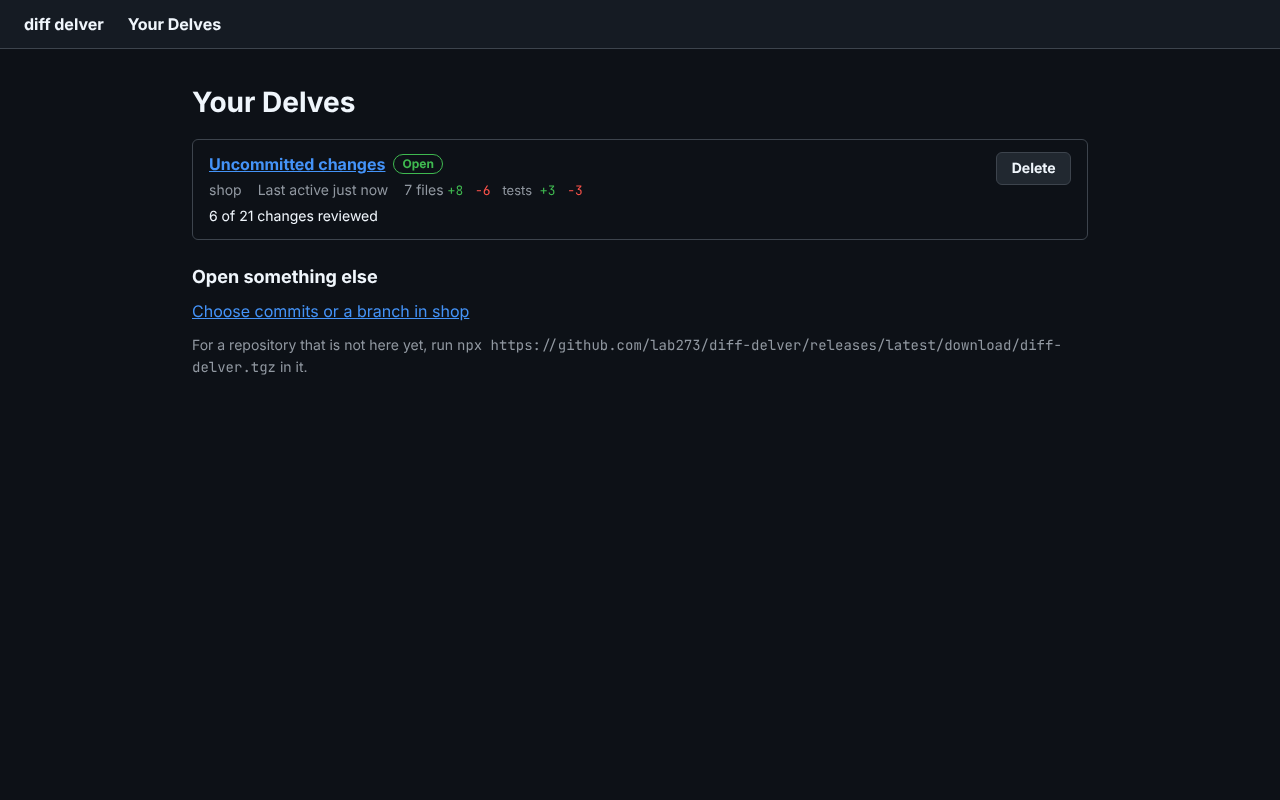 diff delver Your Delves
Your Delves
Uncommitted changes Open
Delete
shop Last active just now 7 files +8 -6 tests +3 -3
6 of 21 changes reviewed
Open something else
Choose commits or a branch in shop
For a repository that is not here yet, run npx https://github.com/lab273/diff-delver/releases/latest/download/diff-
delver.tgz in it.